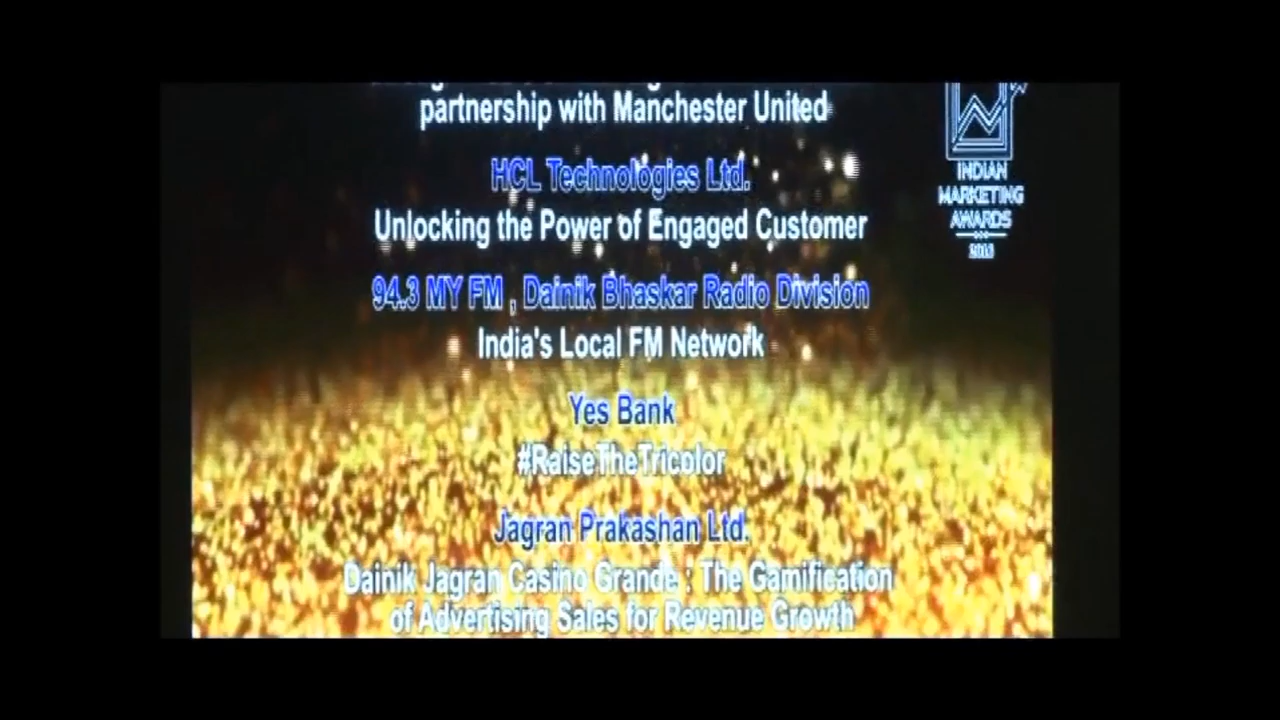 partnership with Manchester United
HCL Technologies Ltd.
Unlocking the Power of Engaged Customer
94.3 MY FM , Dainik Bhaskar Radio Division
India's Local FM Network
Yes Bank
#RaiseTheTricolor
Jagran Prakashan Ltd.
Dainik Jagran Casino Grande : The Gamification
of Advertising Sales for Revenue Growth
INDIAN
MARKETING
AWARDS